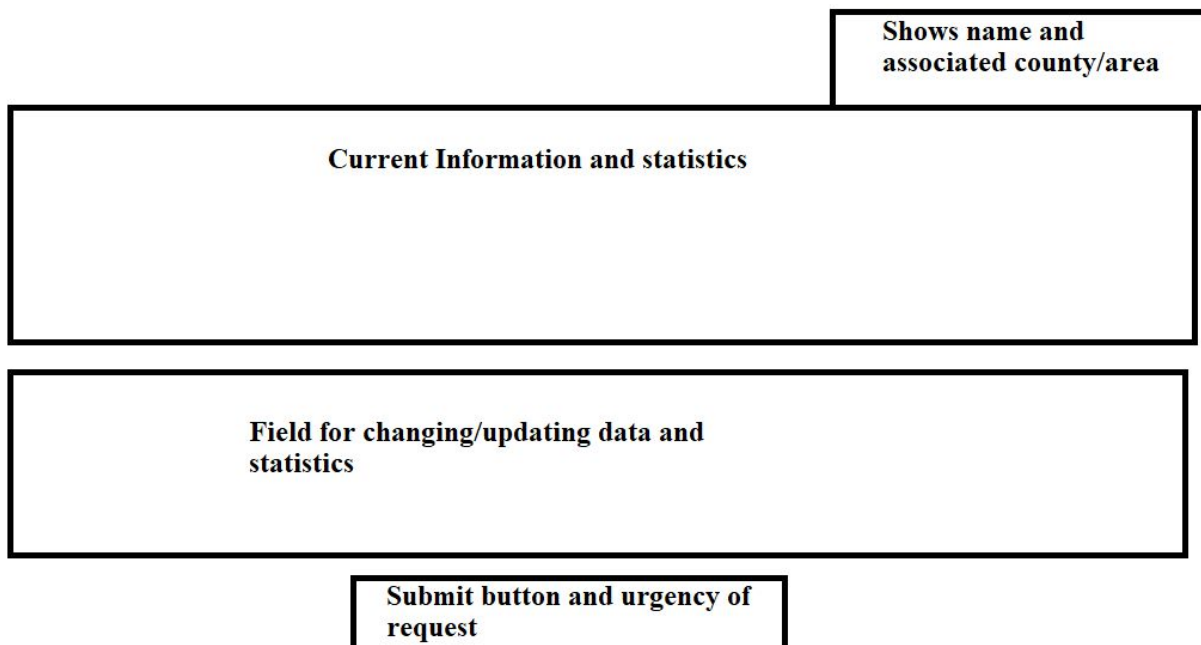 Shows name and
associated county/area
Current Information and statistics
Field for changing/updating data and
statistics
Submit button and urgency of
request